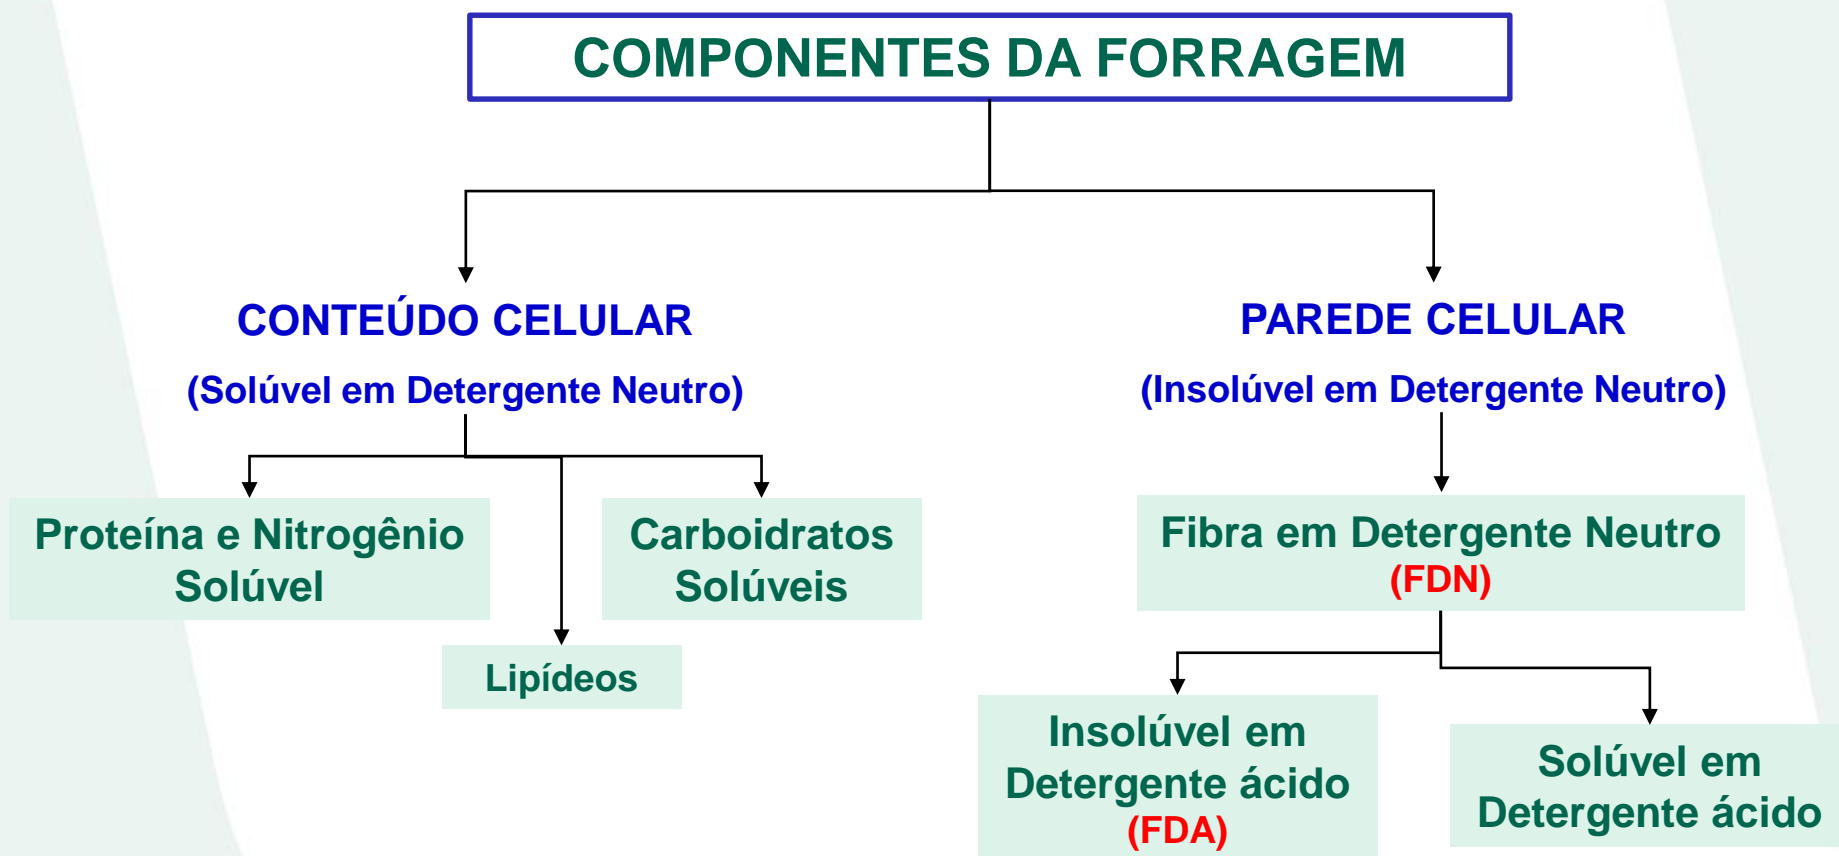 COMPONENTES DA FORRAGEM
CONTEÚDO CELULAR
(Solúvel em Detergente Neutro)
Proteína e Nitrogênio
Solúvel
Lipídeos
Carboidratos
Solúveis
PAREDE CELULAR
(Insolúvel em Detergente Neutro)
Fibra em Detergente Neutro
(FDN)
Insolúvel em
Detergente ácido
(FDA)
Solúvel em
Detergente ácido